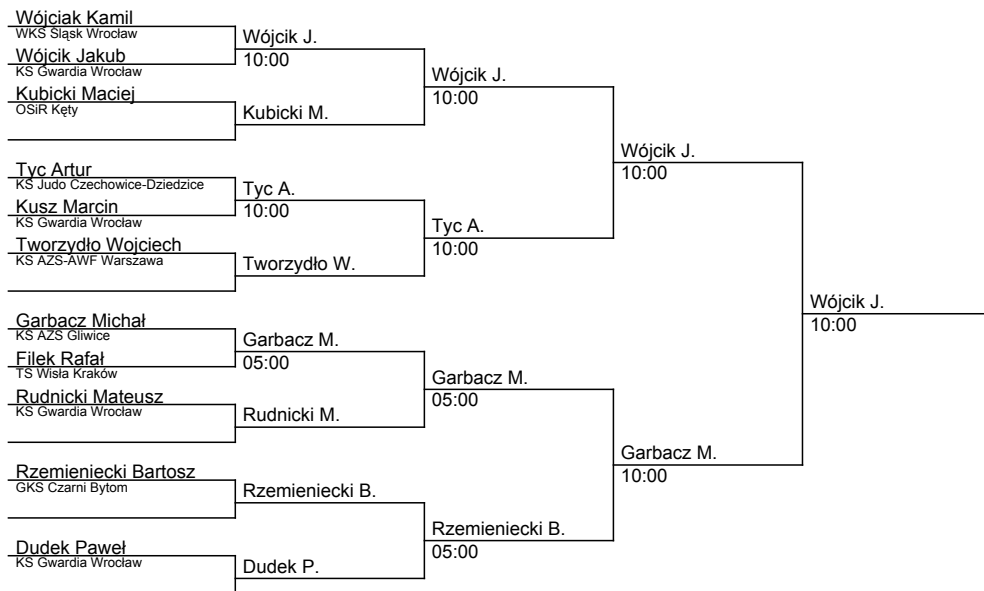 Wójciak Kamil
WKS Śląsk Wrocław
Wójcik Jakub
KS Gwardia Wrocław
Kubicki Maciej
OSiR Kęty
Tyc Artur
KS Judo Czechowice-Dziedzice
Kusz Marcin
KS Gwardia Wrocław
Tworzydło Wojciech
KS AZS-AWF Warszawa
Garbacz Michał
KS AZS Gliwice
Filek Rafał
TS Wisła Kraków
Rudnicki Mateusz
KS Gwardia Wrocław
Rzemieniecki Bartosz
GKS Czarni Bytom
Dudek Paweł
KS Gwardia Wrocław
Wójcik J.
10:00
Kubicki M.
Tyc A.
10:00
Tworzydło W.
Garbacz M.
05:00
Rudnicki M.
Rzemieniecki B.
Dudek P.
Wójcik J.
10:00
Tyc A.
10:00
Garbacz M.
05:00
Rzemieniecki B.
05:00
Wójcik J.
10:00
Garbacz M.
10:00
Wójcik J.
10:00